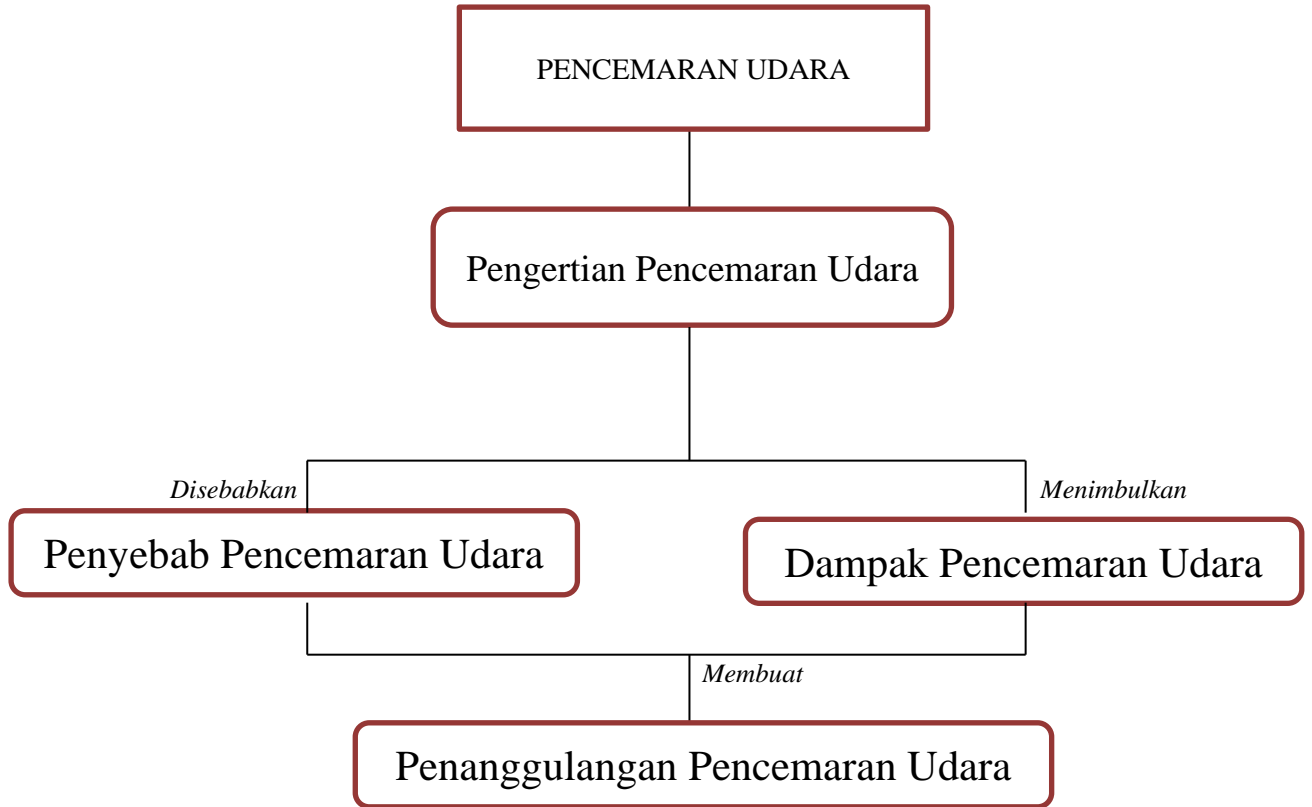 PENCEMARAN UDARA
Pengertian Pencemaran Udara
Disebabkan
Menimbulkan
Penyebab Pencemaran Udara
Dampak Pencemaran Udara
Membuat
Penanggulangan Pencemaran Udara